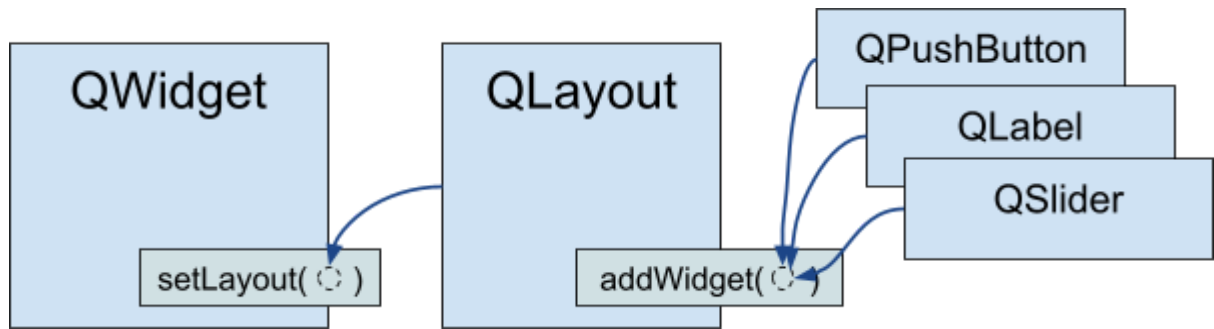 QWidget
setLayout( )
QLayout
addWidget( )
QPushButton
QLabel
QSlider